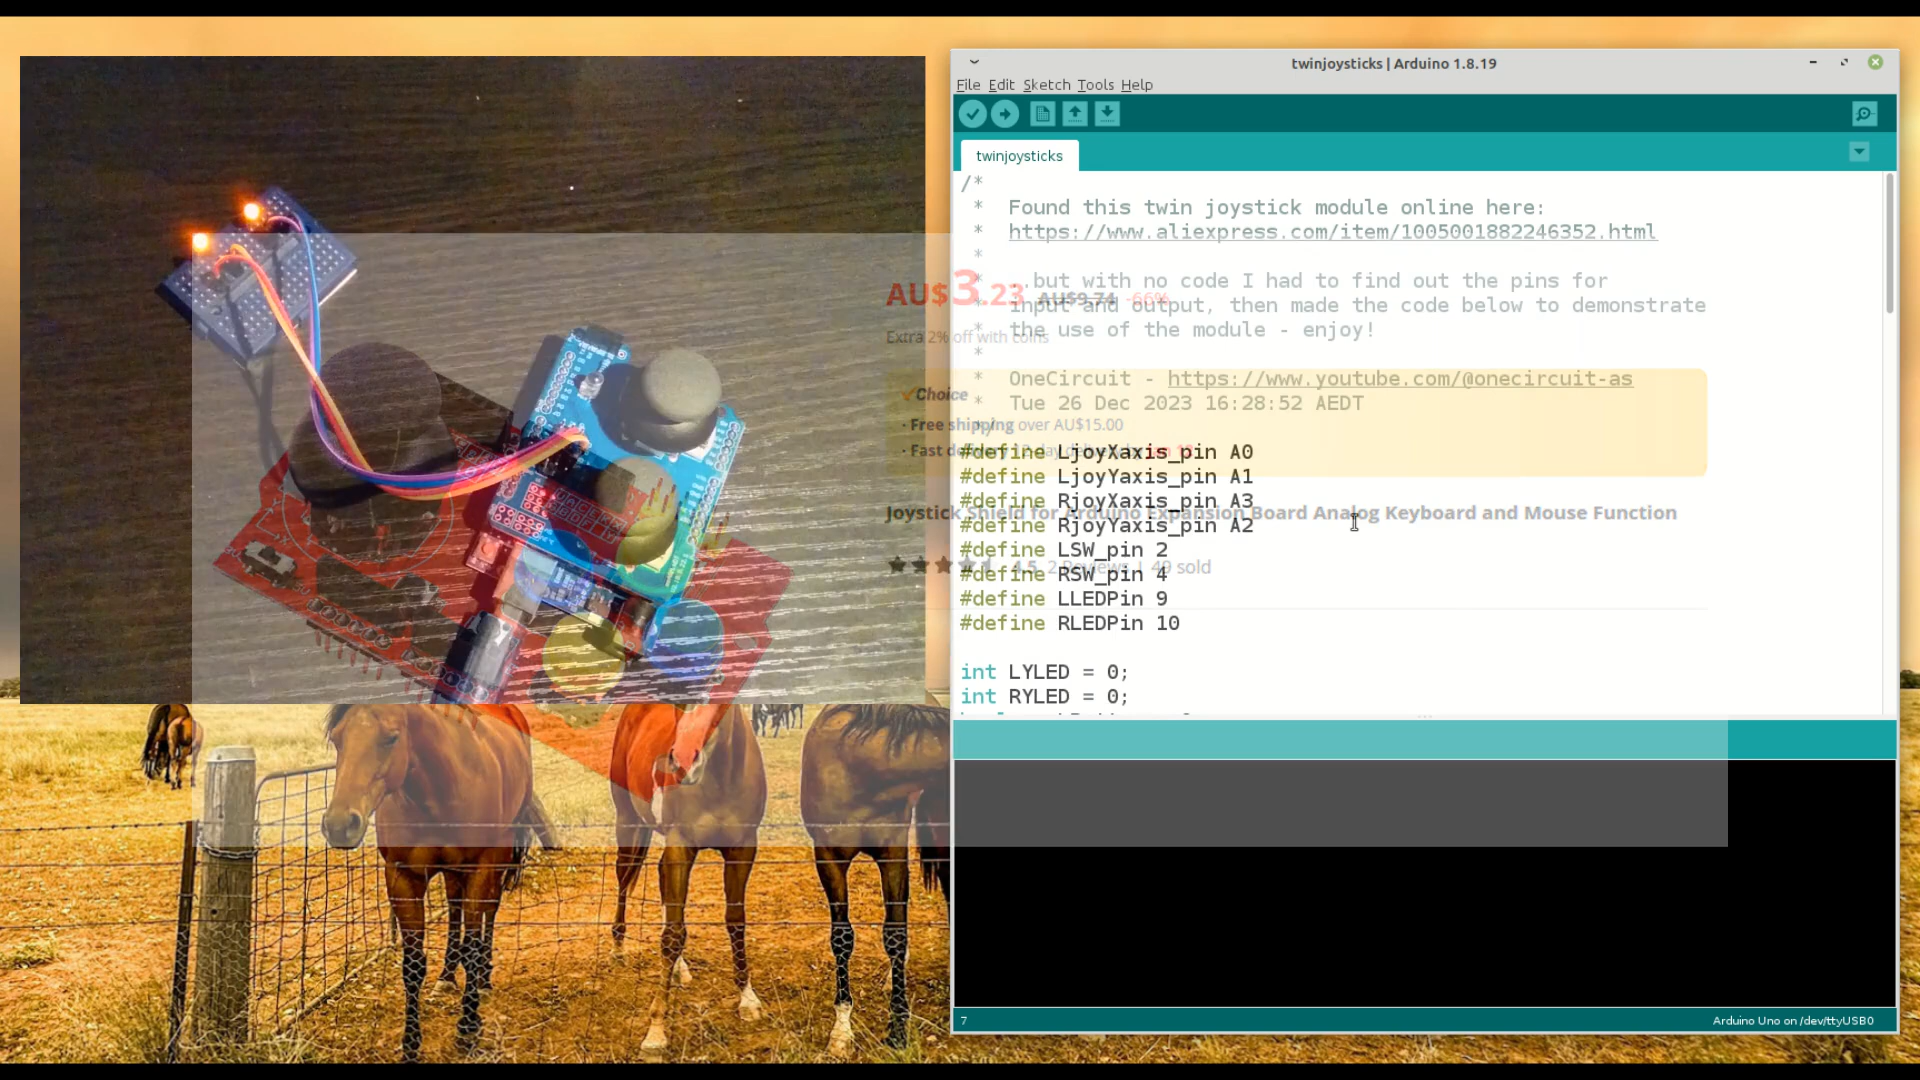 twinjoysticks | Arduino 1.8.19
File Edit Sketch Tools Help
twinjoysticks
/*
* Found this twin joystick module online here:
* https://www.aliexpress.com/item/1005001882246352.html
*
* ...but with no code I had to find out the pins for
* input and output, then made the code below to demonstrate
* the use of the module - enjoy!
*
* OneCircuit - https://www.youtube.com/@onecircuit-as
* Tue 26 Dec 2023 16:28:52 AEDT
#define LjoyXaxis_pin A0
#define LjoyYaxis_pin A1
#define RjoyXaxis_pin A3
#define RjoyYaxis_pin A2
#define LSW_pin 2
#define RSW_pin 4
#define LLEDPin 9
#define RLEDPin 10
int LYLED = 0;
int RYLED = 0;
7
Arduino Uno on /dev/ttyUSB0
AU$3.23 AU$9.74 -66%
Extra 2% off with coins
✓Choice
· Free shipping over AU$15.00
· Fast
Joystick Shield for Arduino Expansion Board Analog Keyboard and Mouse Function
4.5 2 Reviews | 49 sold